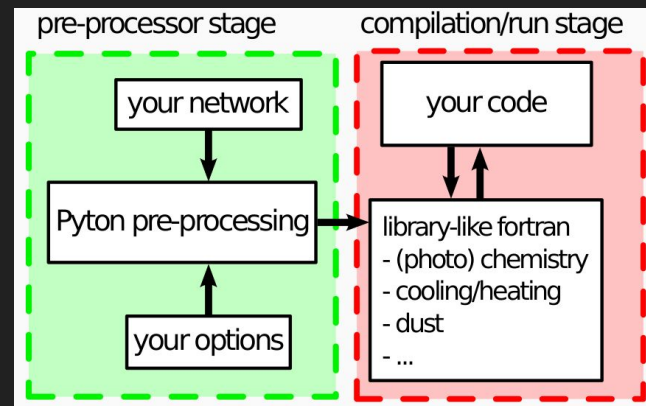 pre-processor stage
compilation/run stage
your network
Pyton pre-processing
your options
your code
library-like fortran
- (photo) chemistry
- cooling/heating
- dust
- ...